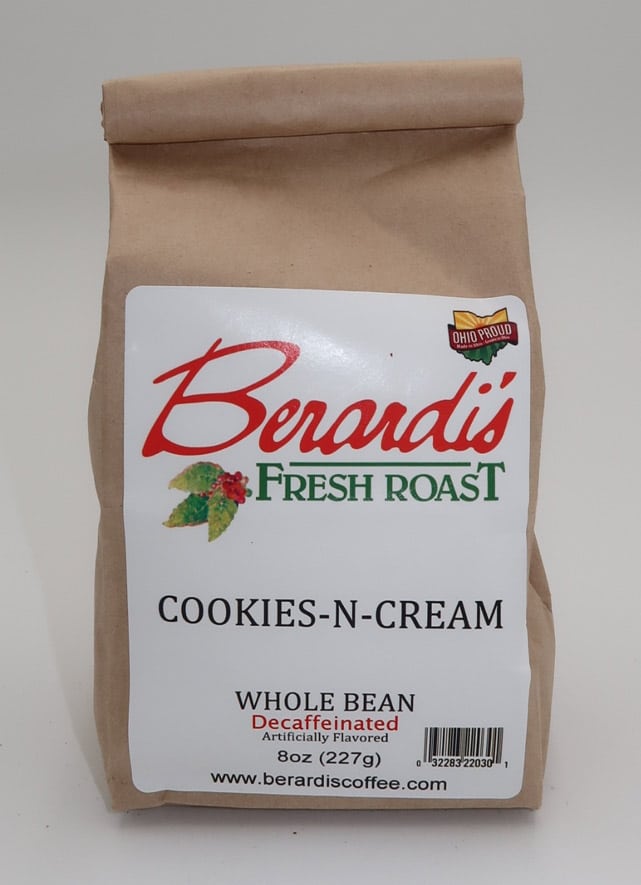 OHIO PROUD
Berardi's
FRESH ROAST
COOKIES-N-CREAM
WHOLE BEAN
Decaffeinated
Artificially Flavored
8oz (227g)
0 32283 22030 1
www.berardiscoffee.com